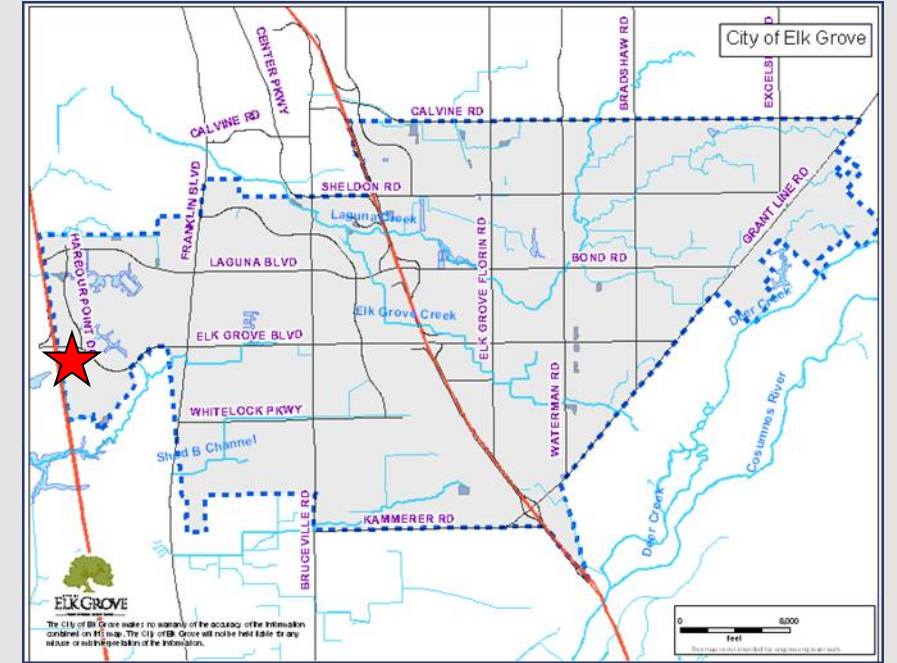 City of Elk Grove
CENTER PKWY
BRADSHAW RD
CALVINE RD
CALVINE RD
SHELDON RD
FRANKLIN BLVD
Laguna Creek
GRANT LINE RD
HARBOUR POINT
LAGUNA BLVD
ELK GROVE FLORIN RD
BOND RD
Deer Creek
Elk Grove Creek
ELK GROVE BLVD
WATERMAN RD
Cosumnes River
WHITELOCK PKWY
Shed B Channel
Deer Creek
BRUCEVILLE RD
KAMMERER RD
ELK GROVE
The City of Elk Grove makes no warranty of the accuracy of the information
combined on this map. The City of Elk Grove will not be held liable for any
misuse or misinterpretation of the information.
0 8,000
Feet